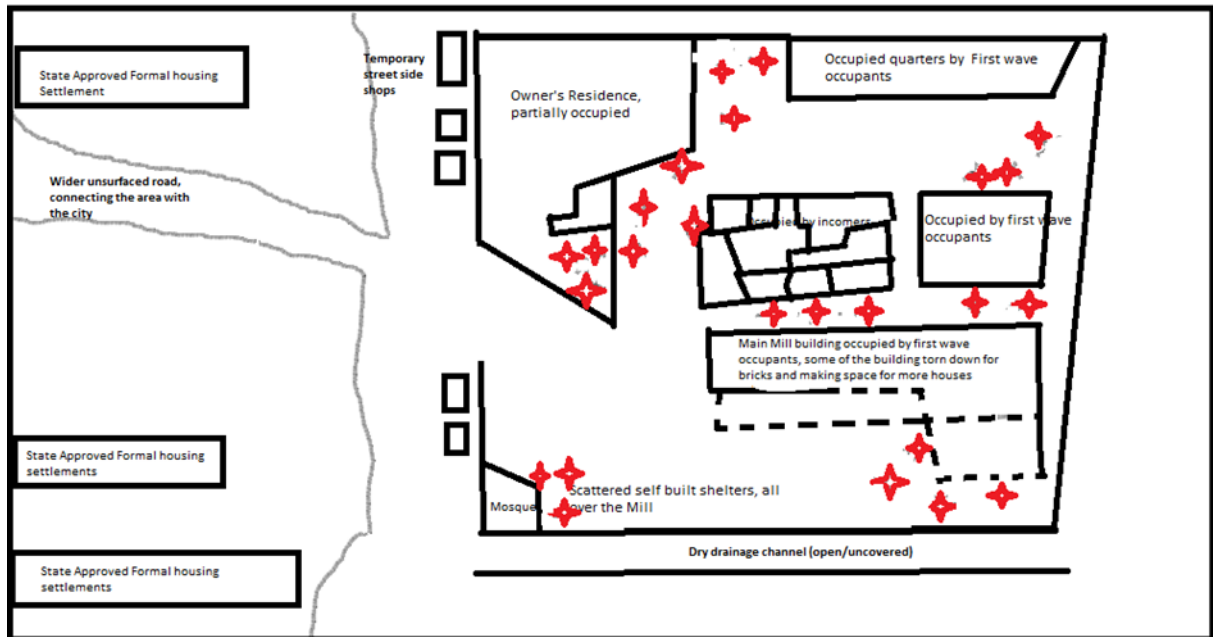 State Approved Formal housing
Settlement
Temporary
street side
shops
Owner's Residence,
partially occupied
Occupied quarters by First wave
occupants
Wider unsurfaced road,
connecting the area with
the city
Occupied by incomers
Occupied by first wave
occupants
Main Mill building occupied by first wave
occupants, some of the building torn down for
bricks and making space for more houses
State Approved Formal housing
settlements
Scattered self built shelters, all
over the Mill
Mosque
Dry drainage channel (open/uncovered)
State Approved Formal housing
settlements